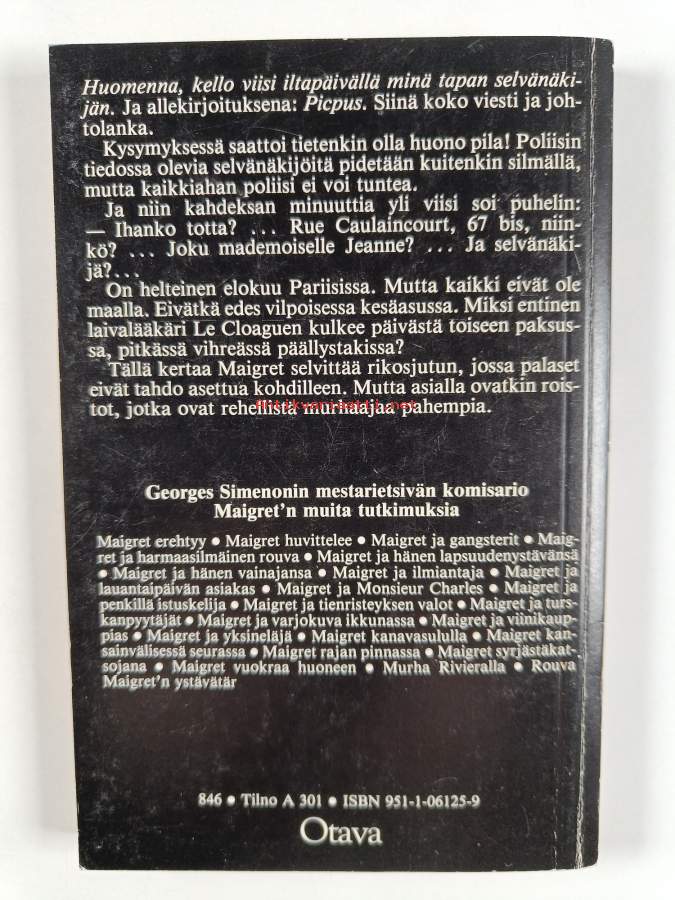 Huomenna, kello viisi iltapäivällä minä tapan selvänäki-
jän. Ja allekirjoituksena: Picpus. Siinä koko viesti ja joh-
tolanka.
Kysymyksessä saattoi tietenkin olla huono pila! Poliisin
tiedossa olevia selvänäkijöitä pidetään kuitenkin silmällä,
mutta kaikkiahan poliisi ei voi tuntea.
Ja niin kahdeksan minuuttia yli viisi soi puhelin:
— Ihanko totta? ... Rue Caulaincourt, 67 bis, niin-
kö? ... Joku mademoiselle Jeanne? ... Ja selvänäki-
jä?...
On helteinen elokuu Pariisissa. Mutta kaikki eivät ole
maalla. Eivätkä edes vilpoisessa kesäasussa. Miksi entinen
laivalääkäri Le Cloaguen kulkee päivästä toiseen paksus-
sa, pitkässä vihreässä päällystakissa?
Tällä kertaa Maigret selvittää rikosjutun, jossa palaset
eivät tahdo asettua kohdilleen. Mutta asialla ovatkin rois-
tot, jotka ovat rehellistä murhaajaa pahempia.
Antikvariaatti.net
Georges Simenonin mestarietsivän komisario
Maigret'n muita tutkimuksia
Maigret erehtyy • Maigret huvittelee • Maigret ja gangsterit • Maig-
ret ja harmaasilmäinen rouva • Maigret ja hänen lapsuudenystävänsä
• Maigret ja hänen vainajansa • Maigret ja ilmiantaja • Maigret ja
lauantaipäivän asiakas • Maigret ja Monsieur Charles • Maigret ja
penkillä istuskelija • Maigret ja tienristeyksen valot • Maigret ja turs-
kanpyytäjät • Maigret ja varjokuva ikkunassa • Maigret ja viinikaup-
pias • Maigret ja yksineläjä • Maigret kanavasululla • Maigret kan-
sainvälisessä seurassa • Maigret rajan pinnassa • Maigret syrjästäkat-
sojana • Maigret vuokraa huoneen • Murha Rivieralla • Rouva
Maigret'n ystävätär
846 • Tilno A 301 • ISBN 951-1-06125-9
Otava